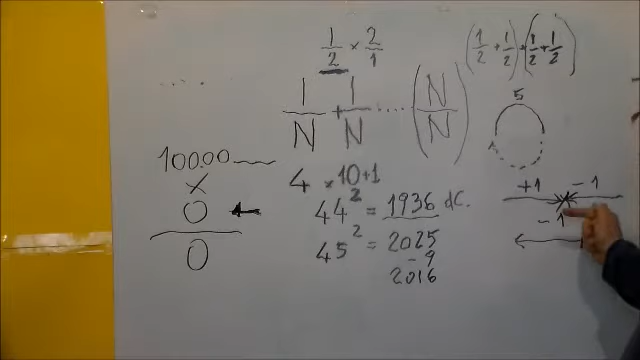 1/2 × 2/1
(1/2 + 1/2) + (1/2 + 1/2)
1/N + 1/N .... (N/N)
5
100.00
×
0
0
4 × 10+1
44² = 1936 d.C.
45² = 2025
- 9
2016
+1 - 1
- 1